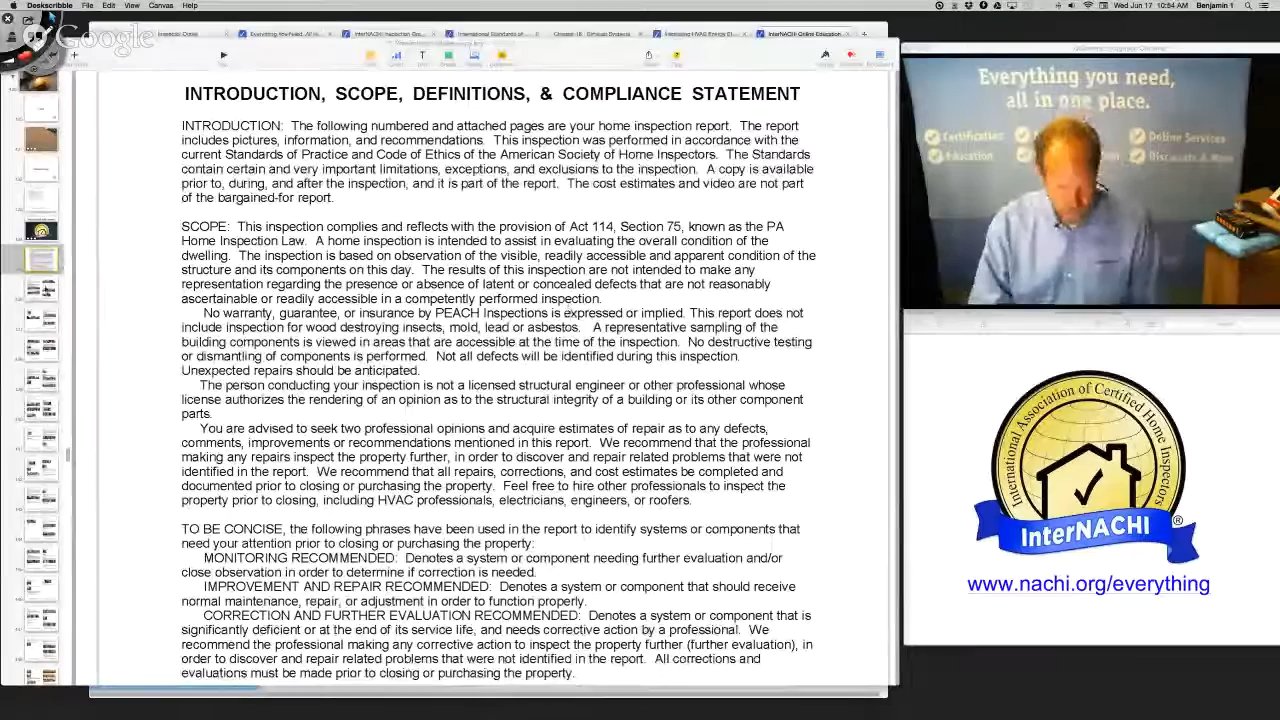 Deskscribble File Edit View Canvas Help
Wed Jun 17 10:54 AM Benjamin 1
Google
Everything You Need, All In
InterNACHI Inspection
International Standards of
InterNACHI Online Education
INTRODUCTION, SCOPE, DEFINITIONS, & COMPLIANCE STATEMENT
INTRODUCTION: The following numbered and attached pages are your home inspection report. The report
includes pictures, information, and recommendations. This inspection was performed in accordance with the
current Standards of Practice and Code of Ethics of the American Society of Home Inspectors. The Standards
contain certain and very important limitations, exceptions, and exclusions to the inspection. A copy is available
prior to, during, and after the inspection, and it is part of the report. The cost estimates and video are not part
of the bargained-for report.
SCOPE: This inspection complies and reflects with the provision of Act 114, Section 75, known as the PA
Home Inspection Law. A home inspection is intended to assist in evaluating the overall condition of the
dwelling. The inspection is based on observation of the visible, readily accessible and apparent condition of the
structure and its components on this day. The results of this inspection are not intended to make any
representation regarding the presence or absence of latent or concealed defects that are not reasonably
ascertainable or readily accessible in a competently performed inspection.
No warranty, guarantee, or insurance by PEACH Inspections is expressed or implied. This report does not
include inspection for wood destroying insects, mold, lead or asbestos. A representative sampling of the
building components is viewed in areas that are accessible at the time of the inspection. No destructive testing
or dismantling of components is performed. Not all defects will be identified during this inspection.
Unexpected repairs should be anticipated.
The person conducting your inspection is not a licensed structural engineer or other professional whose
license authorizes the rendering of an opinion as to the structural integrity of a building or its other component
parts.
You are advised to seek two professional opinions and acquire estimates of repair as to any defects,
comments, improvements or recommendations mentioned in this report. We recommend that the professional
making any repairs inspect the property further, in order to discover and repair related problems that were not
identified in the report. We recommend that all repairs, corrections, and cost estimates be completed and
documented prior to closing or purchasing the property. Feel free to hire other professionals to inspect the
property prior to closing, including HVAC professionals, electricians, engineers, or roofers.
TO BE CONCISE, the following phrases have been used in the report to identify systems or components that
need your attention prior to closing or purchasing the property:
MONITORING RECOMMENDED: Denotes a system or component needing further evaluation and/or
close observation in order to determine if correction is needed.
IMPROVEMENT AND REPAIR RECOMMENDED: Denotes a system or component that should receive
normal maintenance, repair, or adjustment in order to function properly.
CORRECTION AND FURTHER EVALUATION RECOMMENDED: Denotes a system or component that is
significantly deficient or at the end of its service life, and needs corrective action by a professional. We
recommend the professional making any corrective action to inspect the property further (further evaluation), in
order to discover and repair related problems that were not identified in the report. All corrections and
evaluations must be made prior to closing or purchasing the property.
Everything you need,
all in one place.
Certification
Online Services
Education
Discounts & More
International Association of Certified Home Inspectors
InterNACHI ®
www.nachi.org/everything